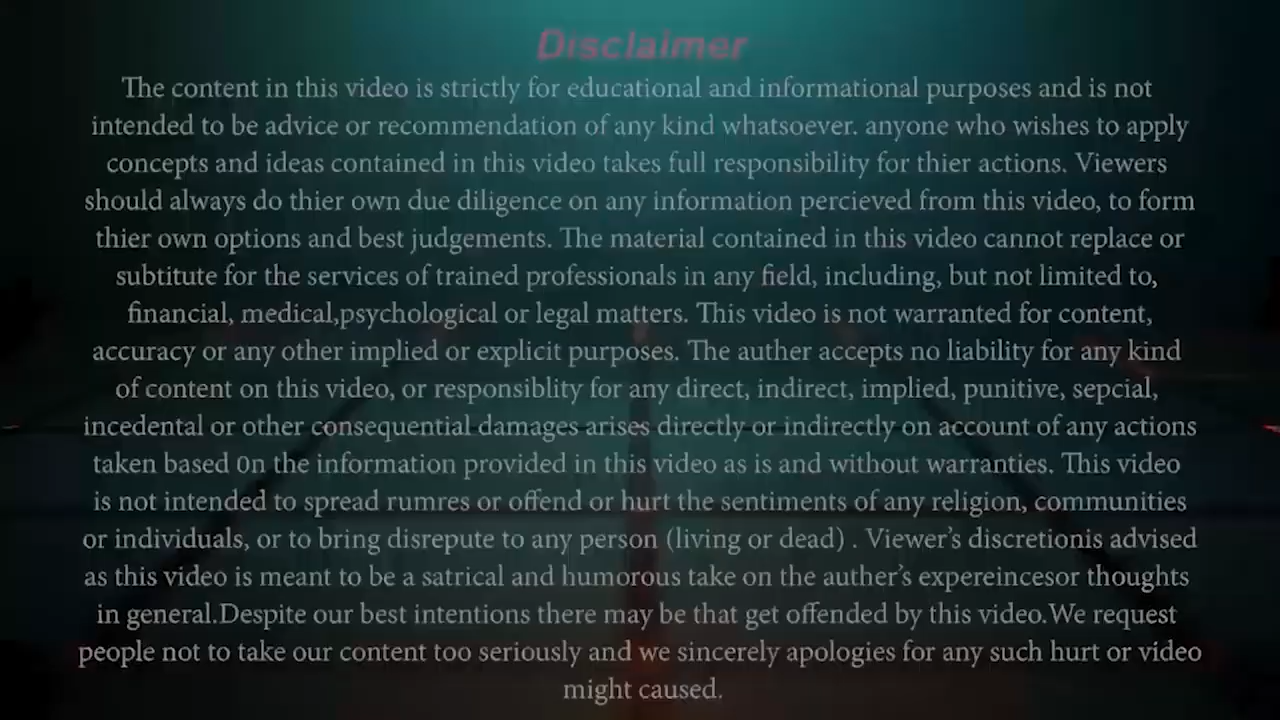 Disclaimer
The content in this video is strictly for educational and informational purposes and is not
intended to be advice or recommendation of any kind whatsoever. anyone who wishes to apply
concepts and ideas contained in this video takes full responsibility for thier actions. Viewers
should always do thier own due diligence on any information percieved from this video, to form
thier own options and best judgements. The material contained in this video cannot replace or
subtitute for the services of trained professionals in any field, including, but not limited to,
financial, medical,psychological or legal matters. This video is not warranted for content,
accuracy or any other implied or explicit purposes. The auther accepts no liability for any kind
of content on this video, or responsiblity for any direct, indirect, implied, punitive, sepcial,
incedental or other consequential damages arises directly or indirectly on account of any actions
taken based 0n the information provided in this video as is and without warranties. This video
is not intended to spread rumres or offend or hurt the sentiments of any religion, communities
or individuals, or to bring disrepute to any person (living or dead) . Viewer’s discretionis advised
as this video is meant to be a satrical and humorous take on the auther’s expereincesor thoughts
in general.Despite our best intentions there may be that get offended by this video.We request
people not to take our content too seriously and we sincerely apologies for any such hurt or video
might caused.